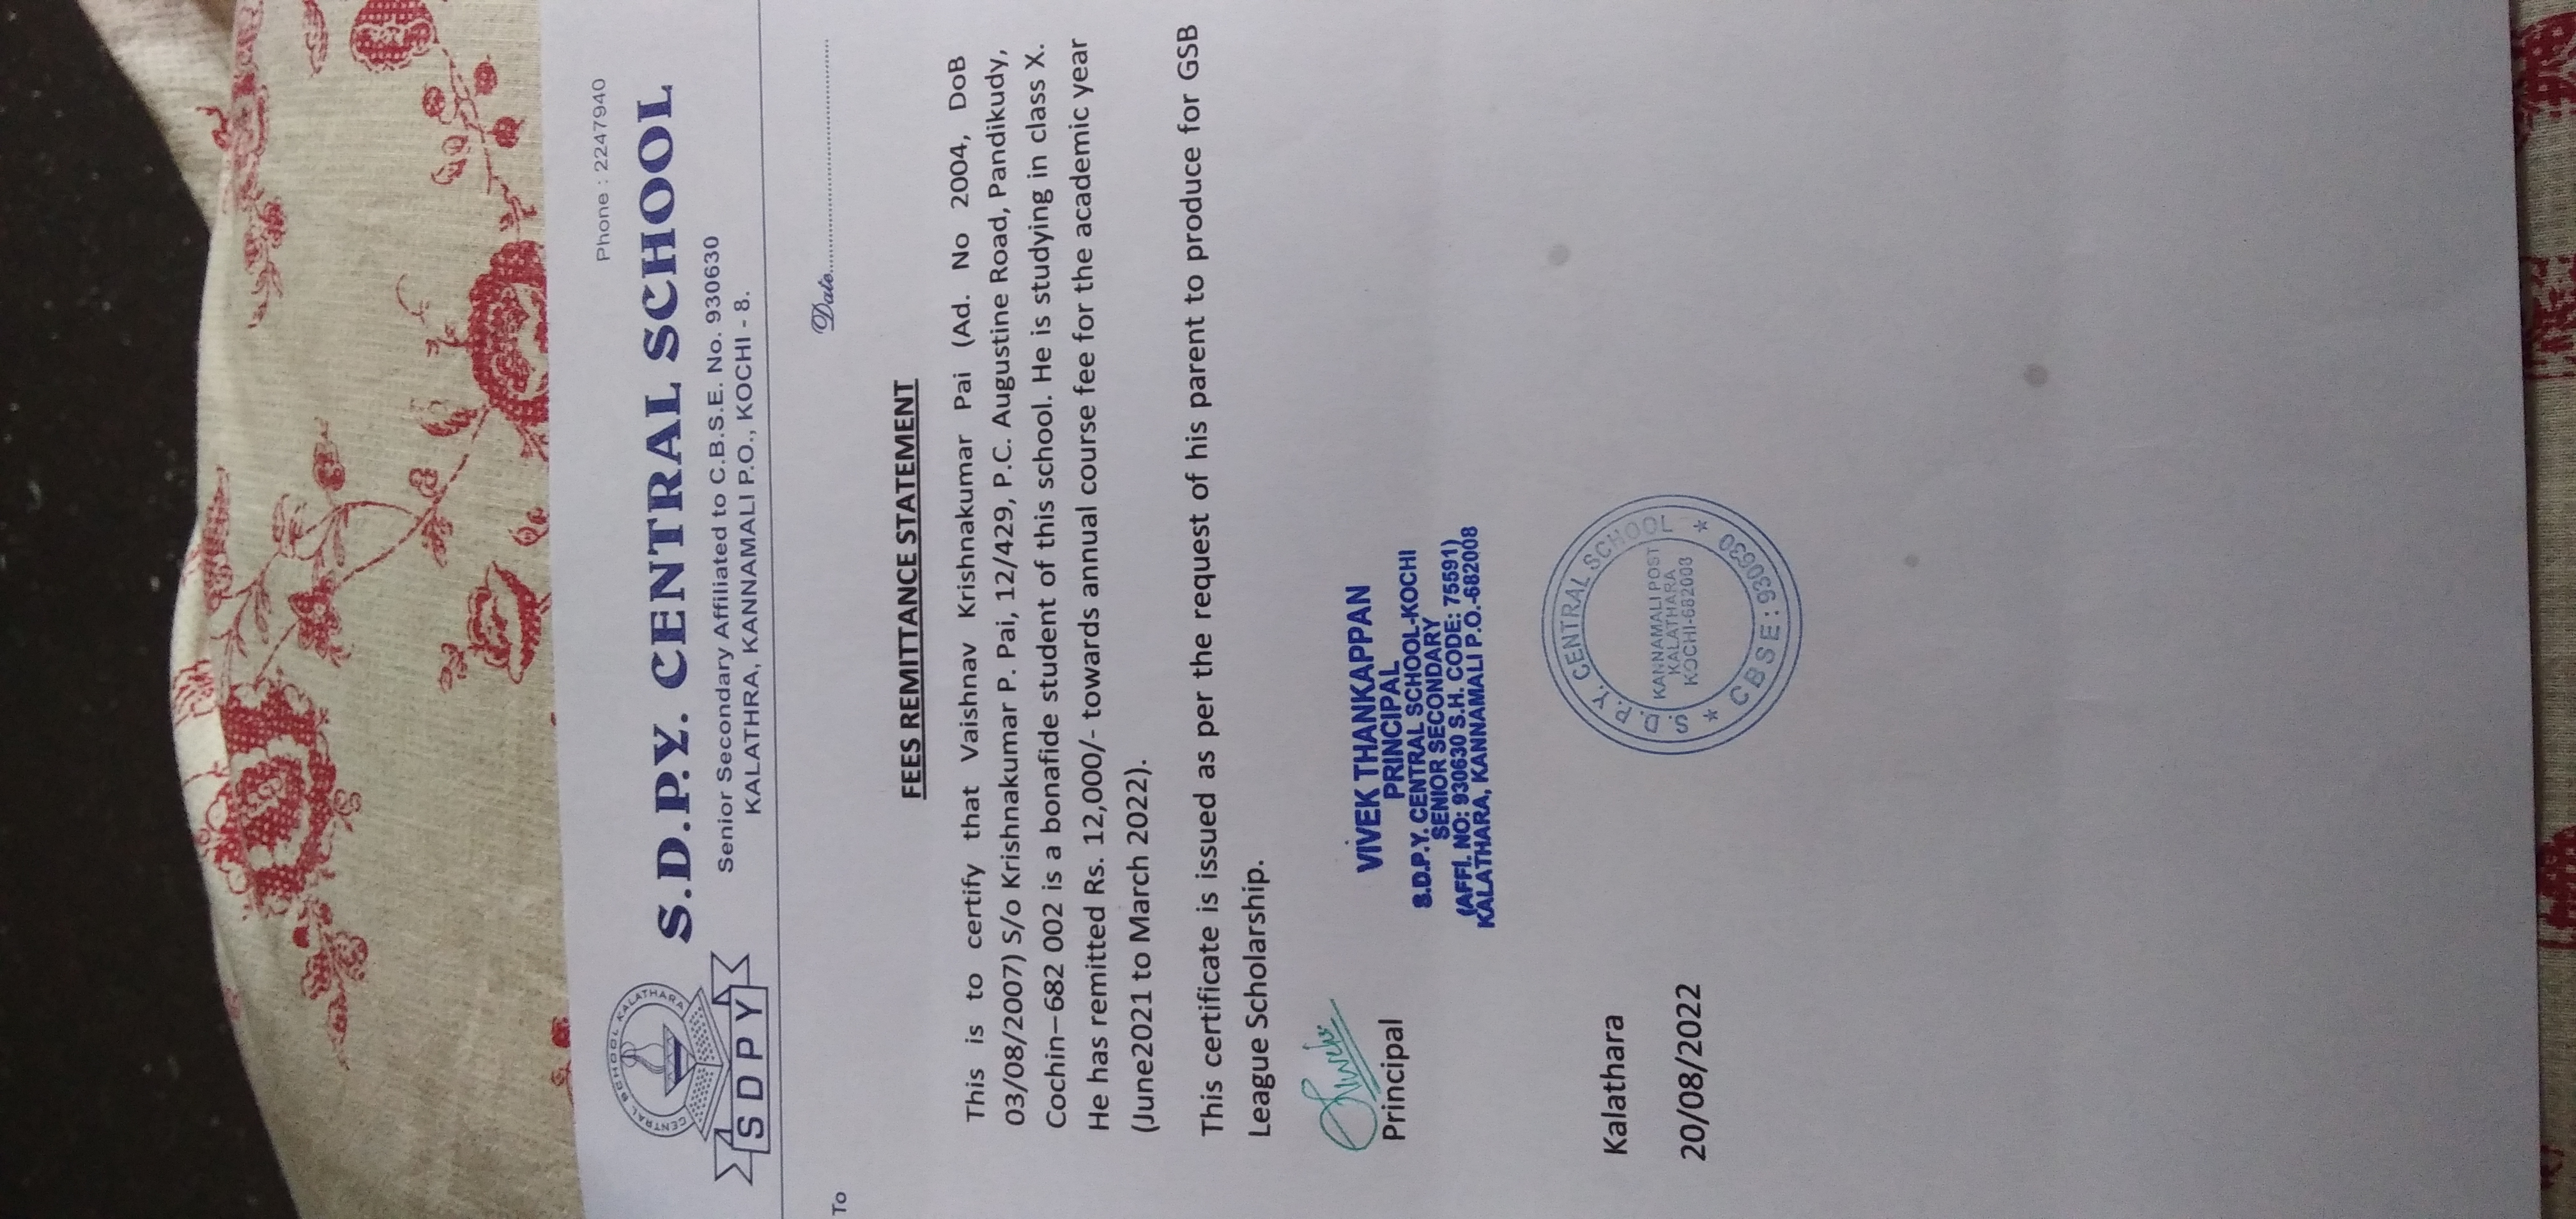 Phone : 2247940
CENTRAL SCHOOL KALATHARA
SDPY
S.D.P.Y. CENTRAL SCHOOL
Senior Secondary Affiliated to C.B.S.E. No. 930630
KALATHRA, KANNAMALI P.O., KOCHI - 8.
To
Date
FEES REMITTANCE STATEMENT
This is to certify that Vaishnav Krishnakumar Pai (Ad. No 2004, DoB
03/08/2007) S/o Krishnakumar P. Pai, 12/429, P.C. Augustine Road, Pandikudy,
Cochin–682 002 is a bonafide student of this school. He is studying in class X.
He has remitted Rs. 12,000/- towards annual course fee for the academic year
(June2021 to March 2022).
This certificate is issued as per the request of his parent to produce for GSB
League Scholarship.
Principal
VIVEK THANKAPPAN
PRINCIPAL
S.D.P.Y. CENTRAL SCHOOL-KOCHI
SENIOR SECONDARY
(AFFI. NO: 930630 S.H. CODE: 75591)
KALATHARA, KANNAMALI P.O.-682008
S. D. P. Y. CENTRAL SCHOOL
KANNAMALI POST
KALATHARA
KOCHI-682008
* CBSE : 930630 *
Kalathara
20/08/2022